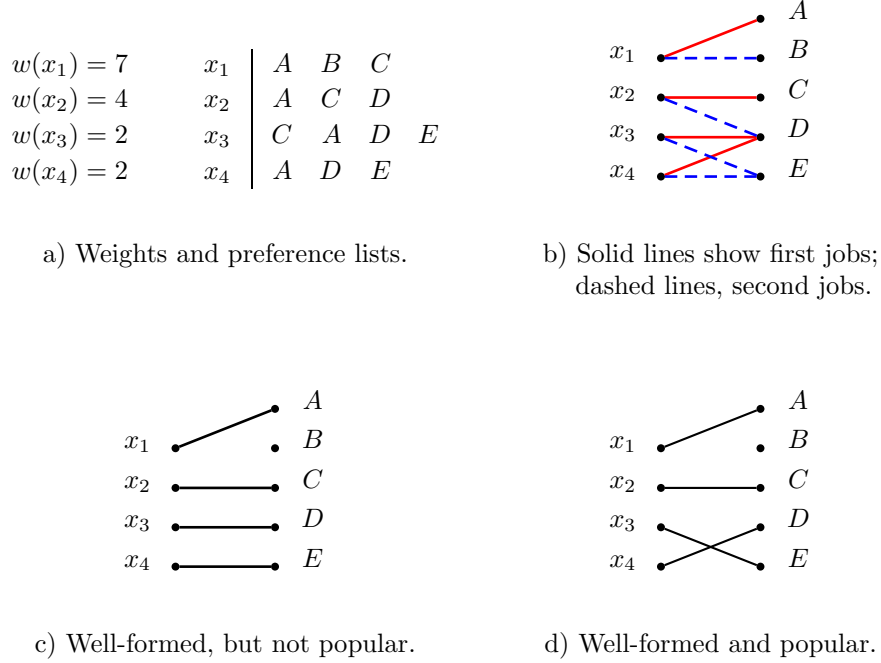 w(x₁) = 7 x₁ A B C
w(x₂) = 4 x₂ A C D
w(x₃) = 2 x₃ C A D E
w(x₄) = 2 x₄ A D E
a) Weights and preference lists.
A
x₁ B
x₂ C
x₃ D
x₄ E
b) Solid lines show first jobs;
dashed lines, second jobs.
A
x₁ B
x₂ C
x₃ D
x₄ E
c) Well-formed, but not popular.
A
x₁ B
x₂ C
x₃ D
x₄ E
d) Well-formed and popular.